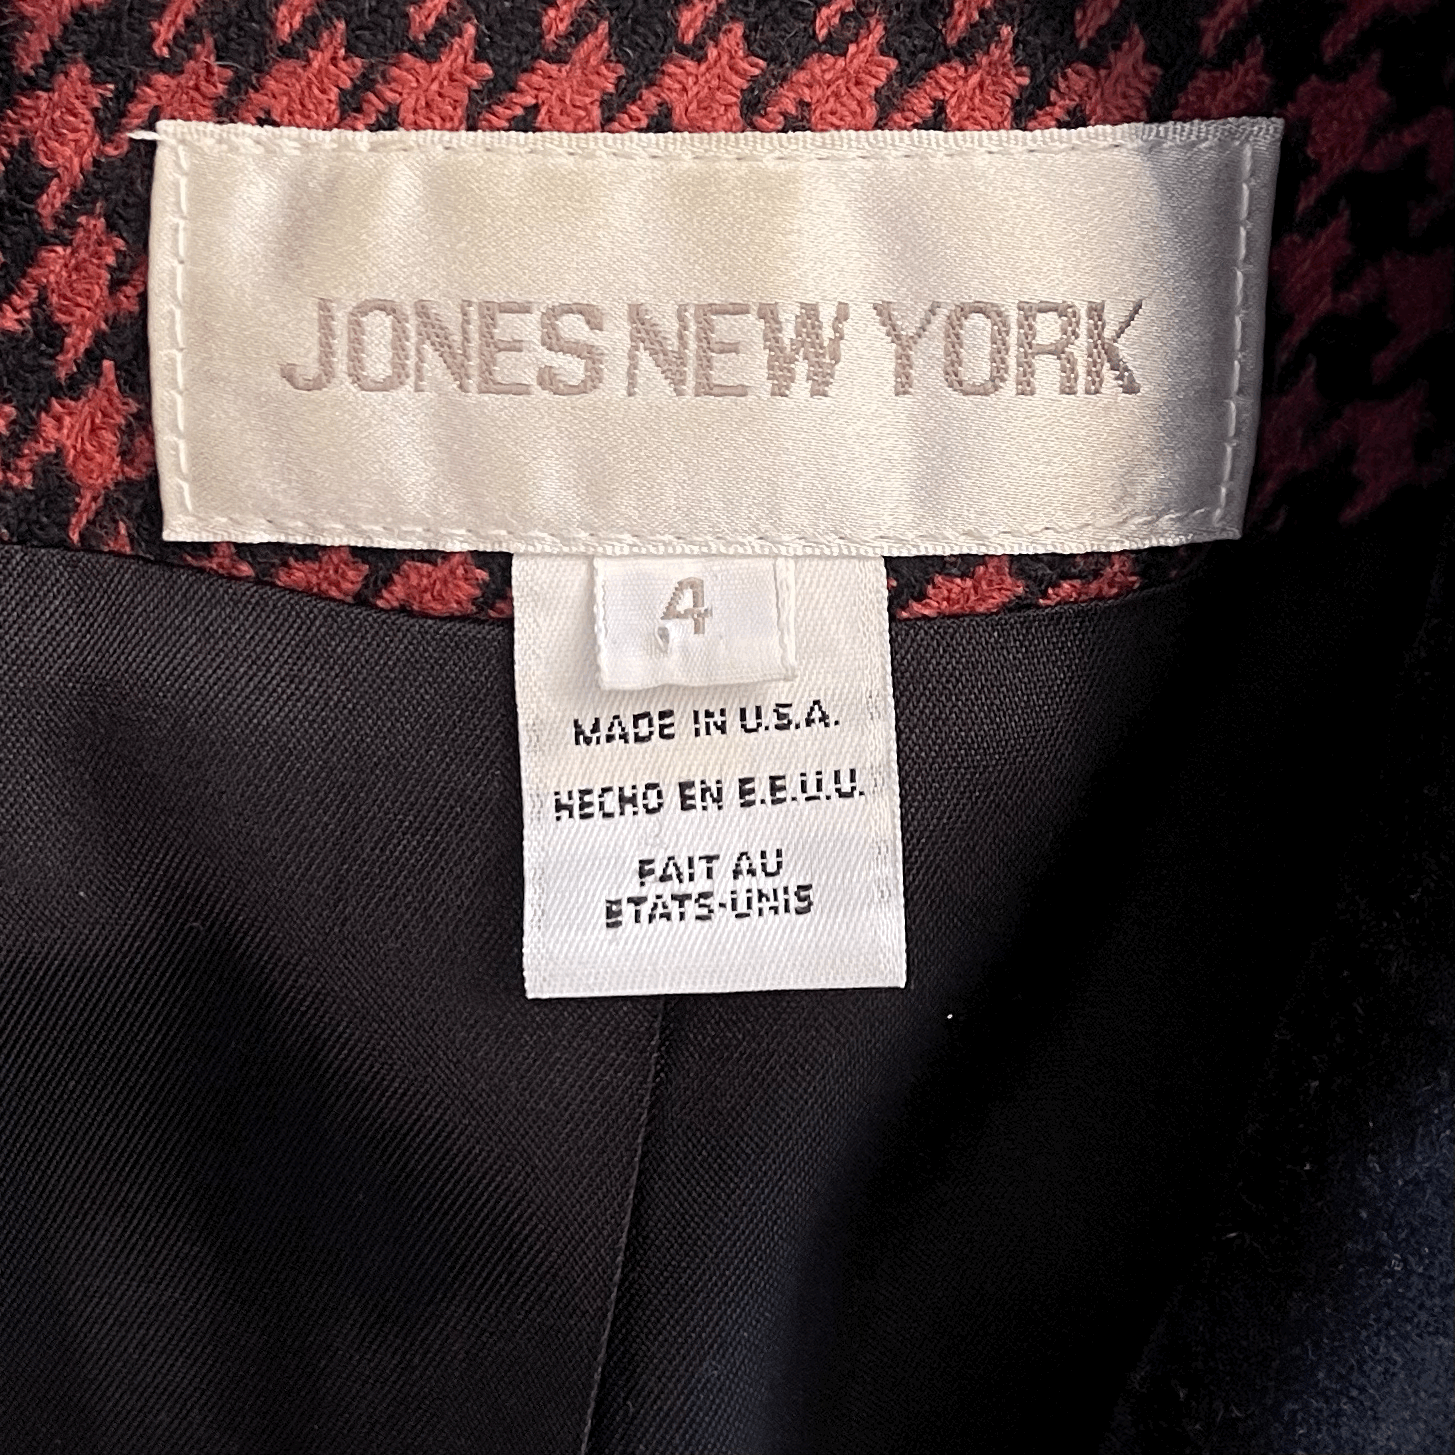 JONES NEW YORK
4
MADE IN U.S.A.
HECHO EN E.E.U.U.
FAIT AU
ETATS-UNIS